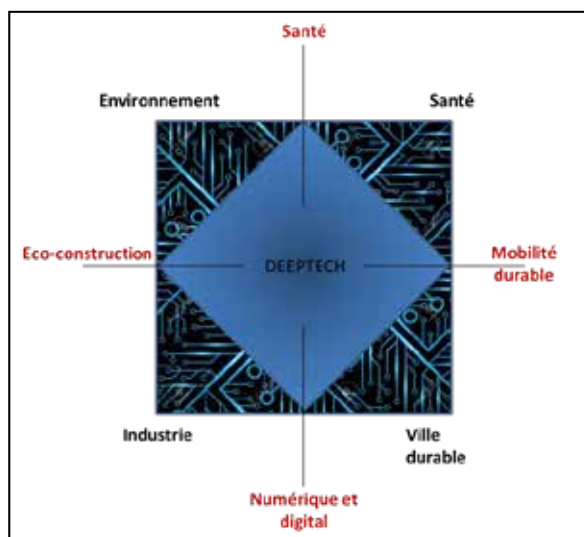 Santé
Environnement
Santé
Eco-construction
DEEPTECH
Mobilité
durable
Industrie
Ville
durable
Numérique et
digital